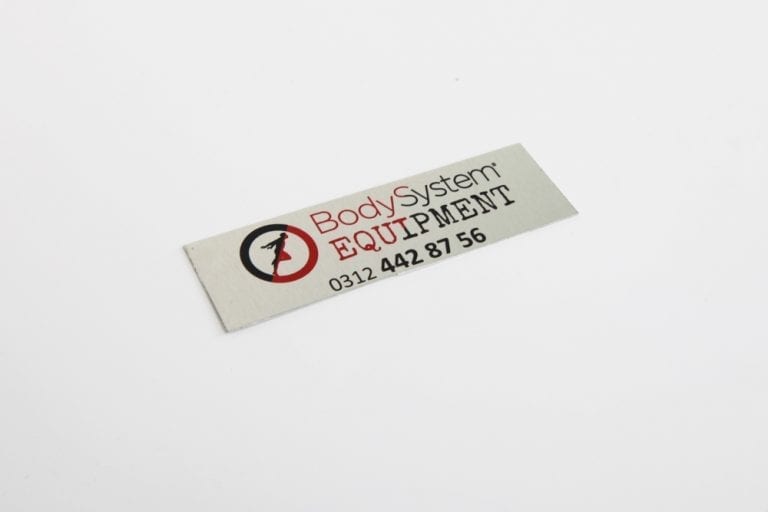 BodySystem®
EQUIPMENT
0312 442 87 56